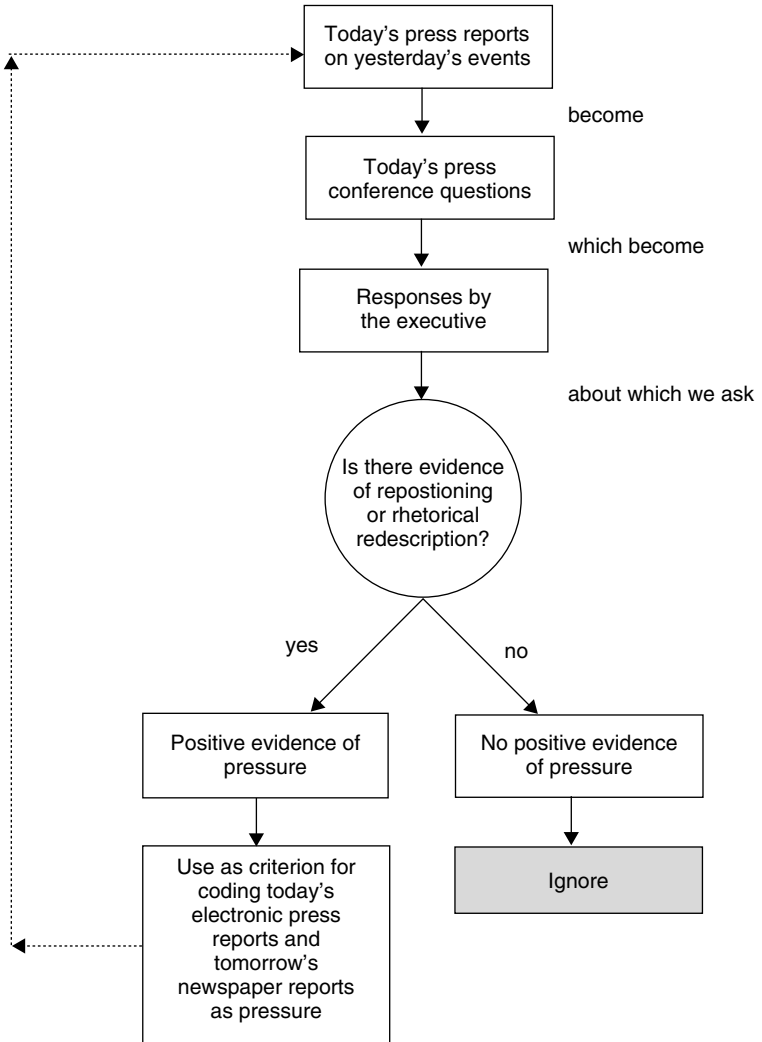 Today's press reports
on yesterday's events
become
Today's press
conference questions
which become
Responses by
the executive
about which we ask
Is there evidence
of repostioning
or rhetorical
redescription?
yes
no
Positive evidence of
pressure
No positive evidence
of pressure
Use as criterion for
coding today's
electronic press
reports and
tomorrow's
newspaper reports
as pressure
Ignore